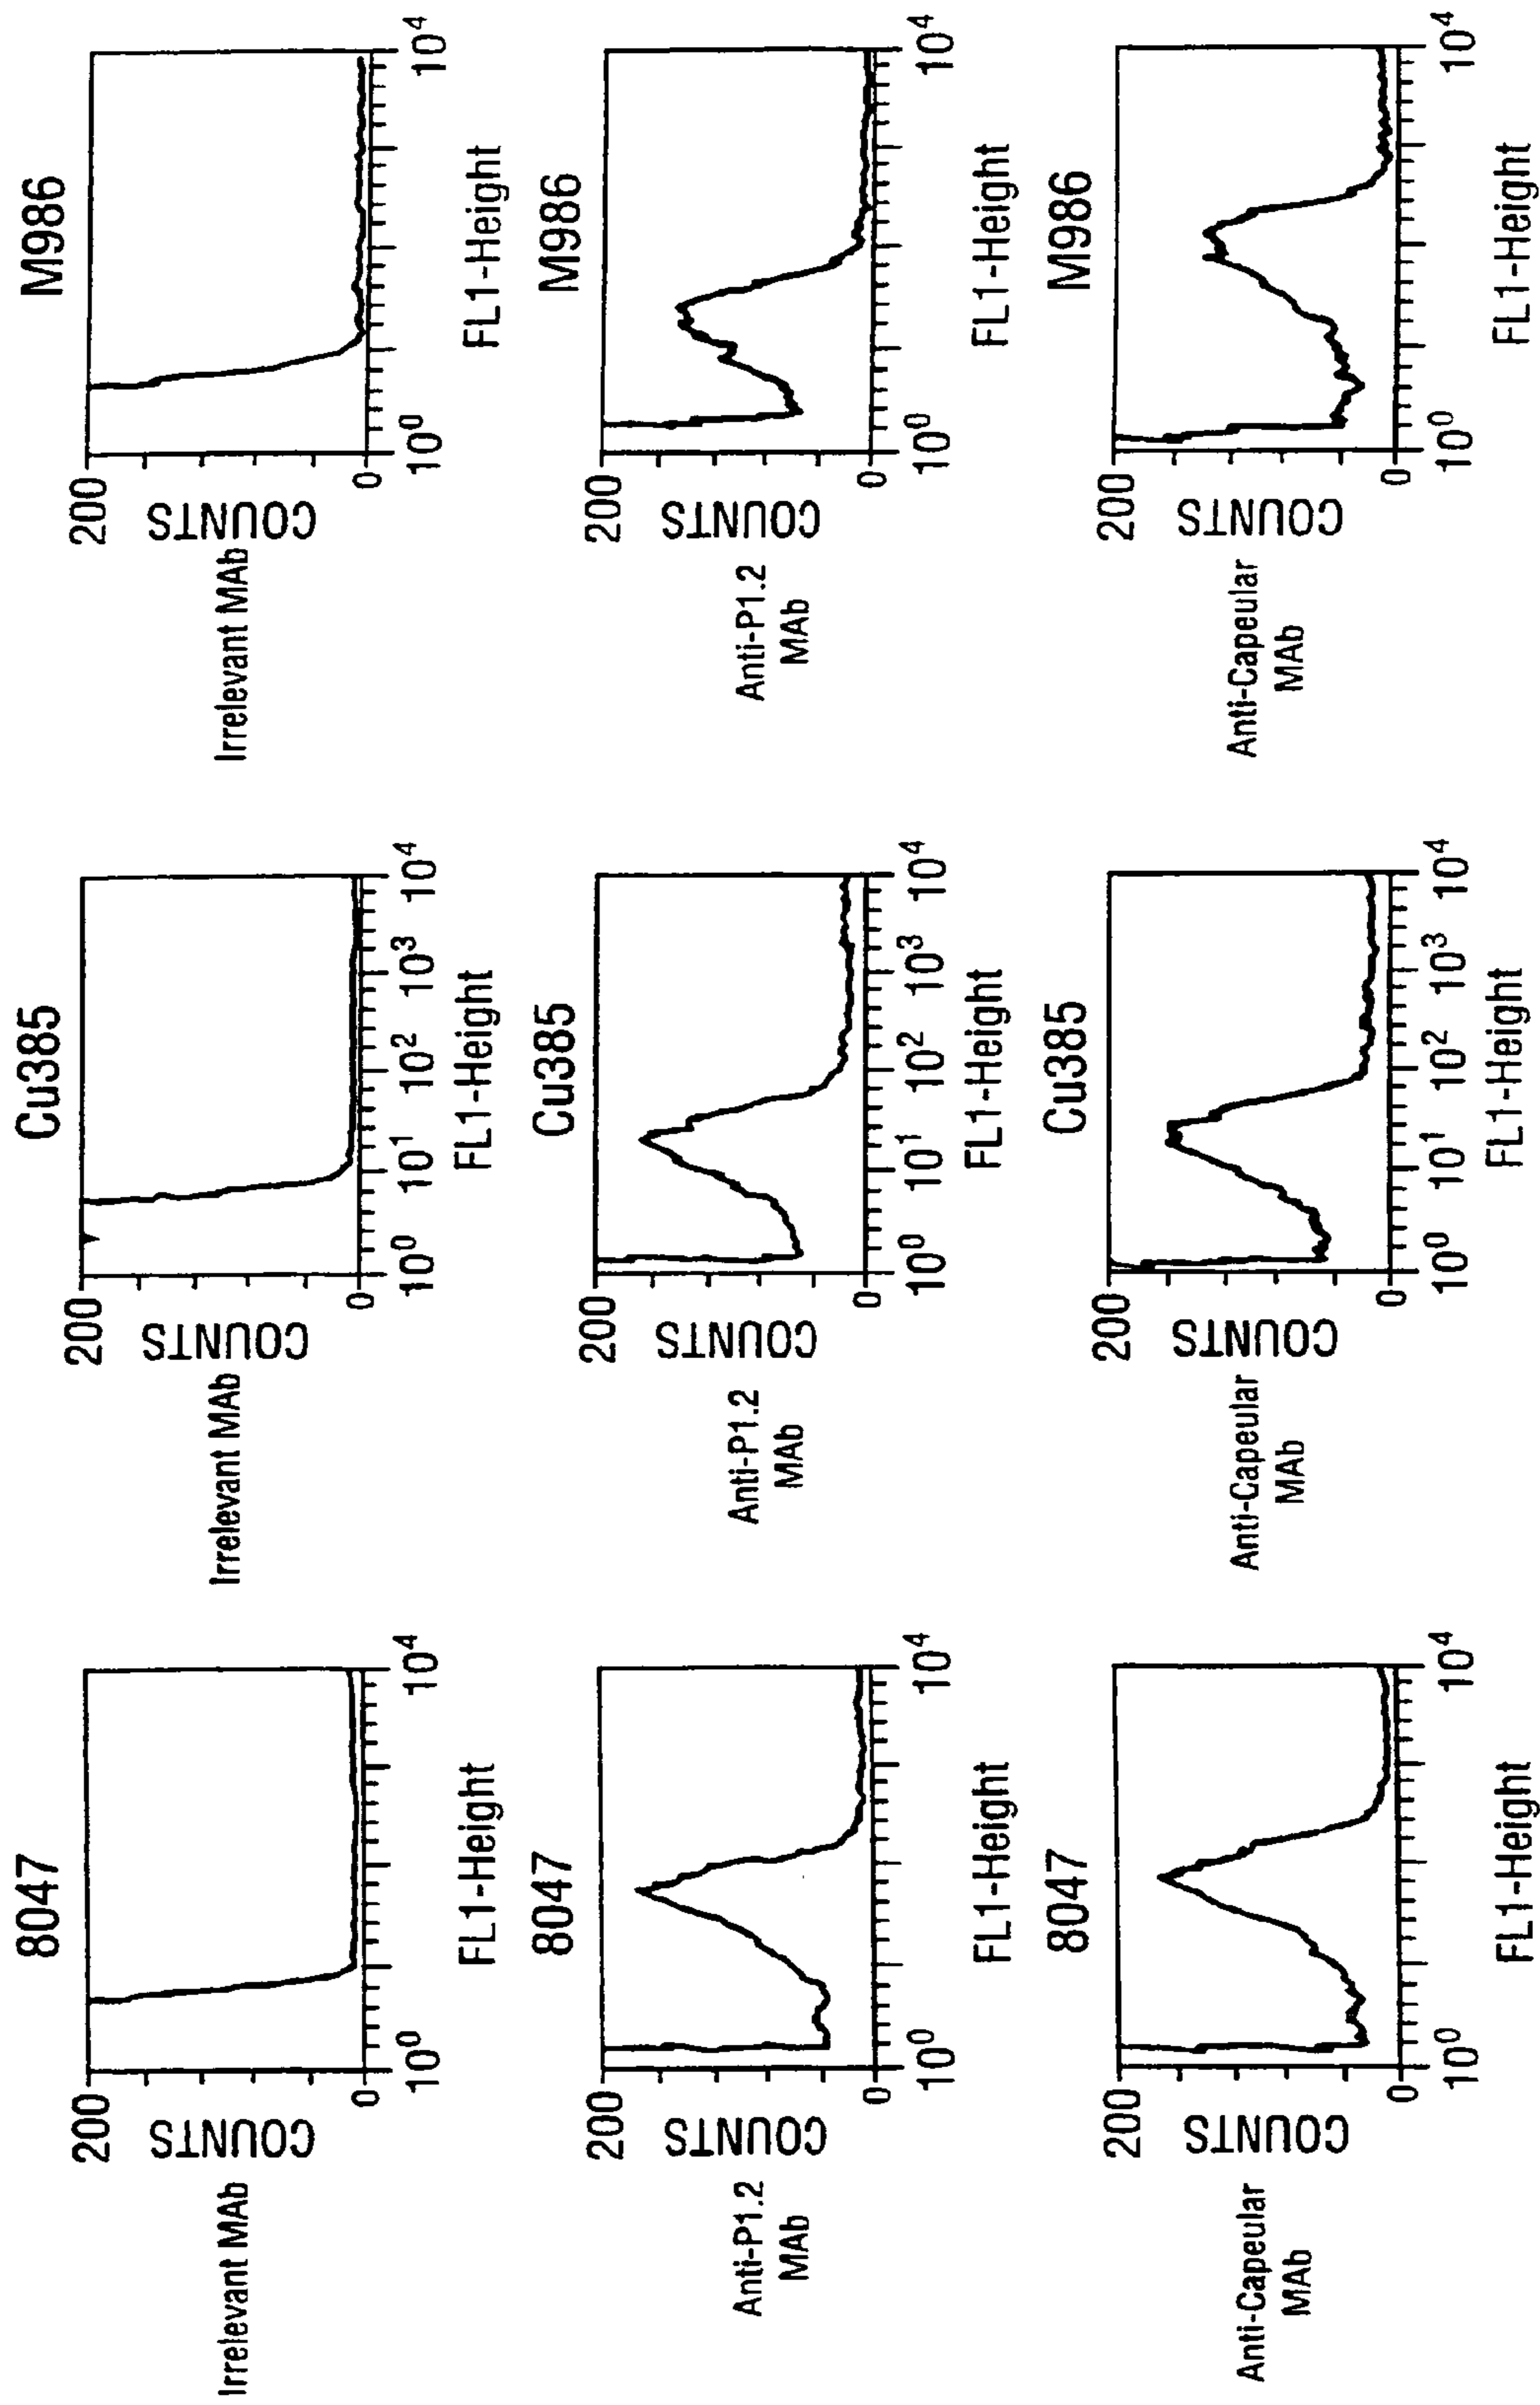 8047
Irrelevant MAb
COUNTS
200
0
10⁰
10⁴
FL1-Height
Cu385
Irrelevant MAb
COUNTS
200
0
10⁰
10¹
10²
10³
10⁴
FL1-Height
M986
Irrelevant MAb
COUNTS
200
0
10⁰
10⁴
FL1-Height
8047
Anti-P1.2
MAb
COUNTS
200
0
10⁰
10⁴
FL1-Height
Cu385
Anti-P1.2
MAb
COUNTS
200
0
10⁰
10¹
10²
10³
10⁴
FL1-Height
M986
Anti-P1.2
MAb
COUNTS
200
0
10⁰
10⁴
FL1-Height
8047
Anti-Capeular
MAb
COUNTS
200
0
10⁰
10⁴
FL1-Height
Cu385
Anti-Capeular
MAb
COUNTS
200
0
10⁰
10¹
10²
10³
10⁴
FL1-Height
M986
Anti-Capeular
MAb
COUNTS
200
0
10⁰
10⁴
FL1-Height